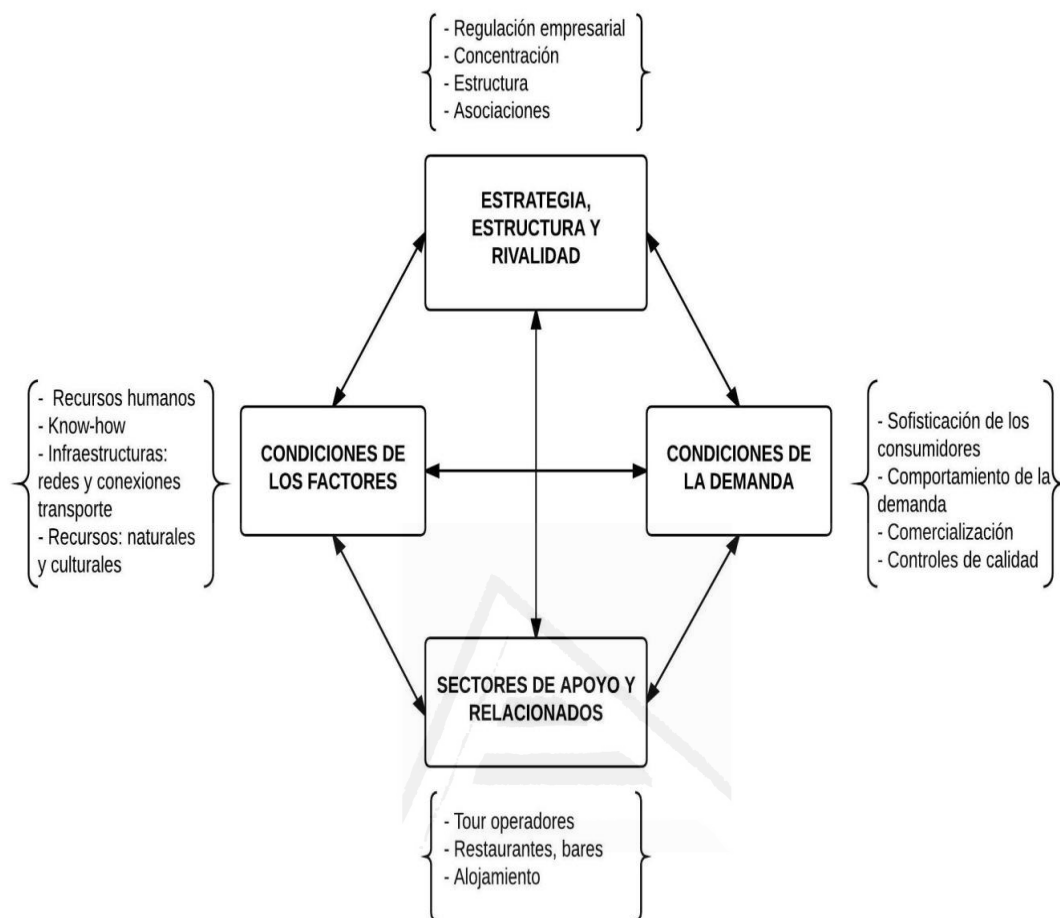 - Regulación empresarial
- Concentración
- Estructura
- Asociaciones
ESTRATEGIA,
ESTRUCTURA Y
RIVALIDAD
- Recursos humanos
- Know-how
- Infraestructuras:
redes y conexiones
transporte
- Recursos: naturales
y culturales
CONDICIONES DE
LOS FACTORES
CONDICIONES DE
LA DEMANDA
- Sofisticación de los
consumidores
- Comportamiento de la
demanda
- Comercialización
- Controles de calidad
SECTORES DE APOYO Y
RELACIONADOS
- Tour operadores
- Restaurantes, bares
- Alojamiento